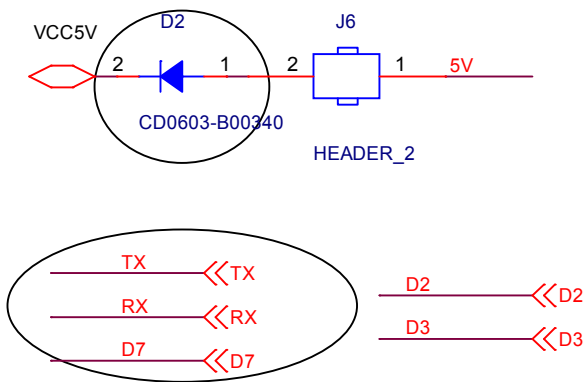 D2
J6
VCC5V
2
1
2
1
5V
CD0603-B00340
HEADER_2
TX
TX
RX
RX
D7
D7
D2
D2
D3
D3